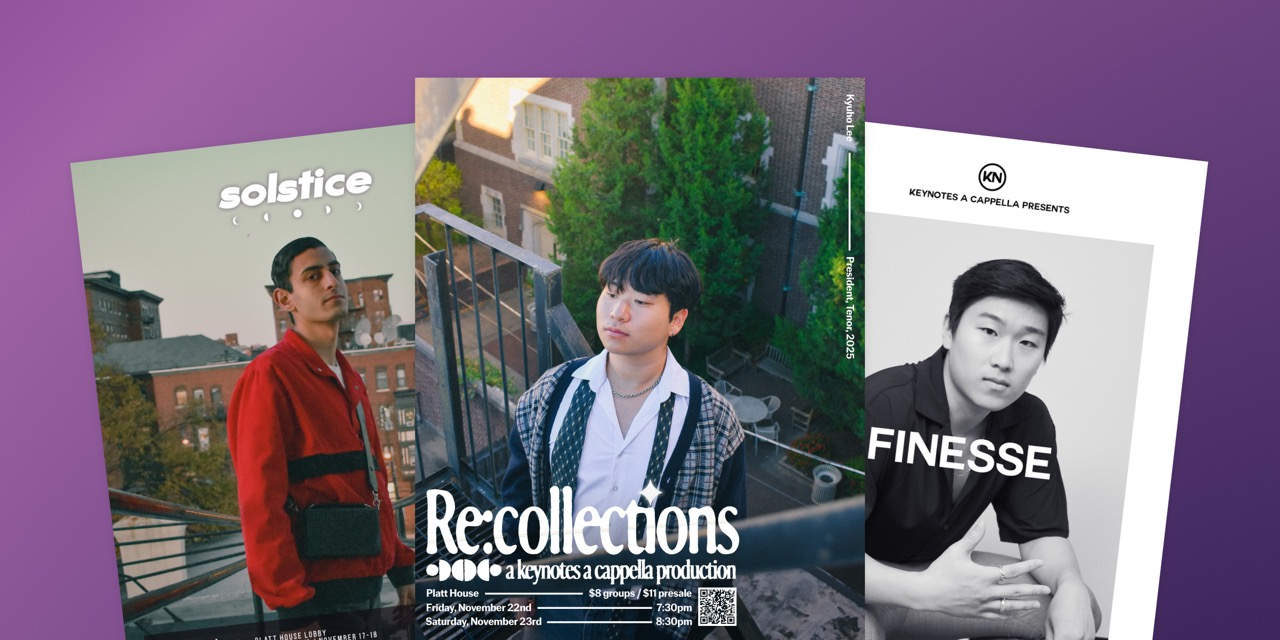 solstice
PLATT HOUSE LOBBY
NOVEMBER 17-18
Kyuho Lee
President, Tenor, 2025
Re:collections
a keynotes a cappella production
Platt House $8 groups / $11 presale
Friday, November 22nd 7:30pm
Saturday, November 23rd 8:30pm
KN
KEYNOTES A CAPPELLA PRESENTS
FINESSE